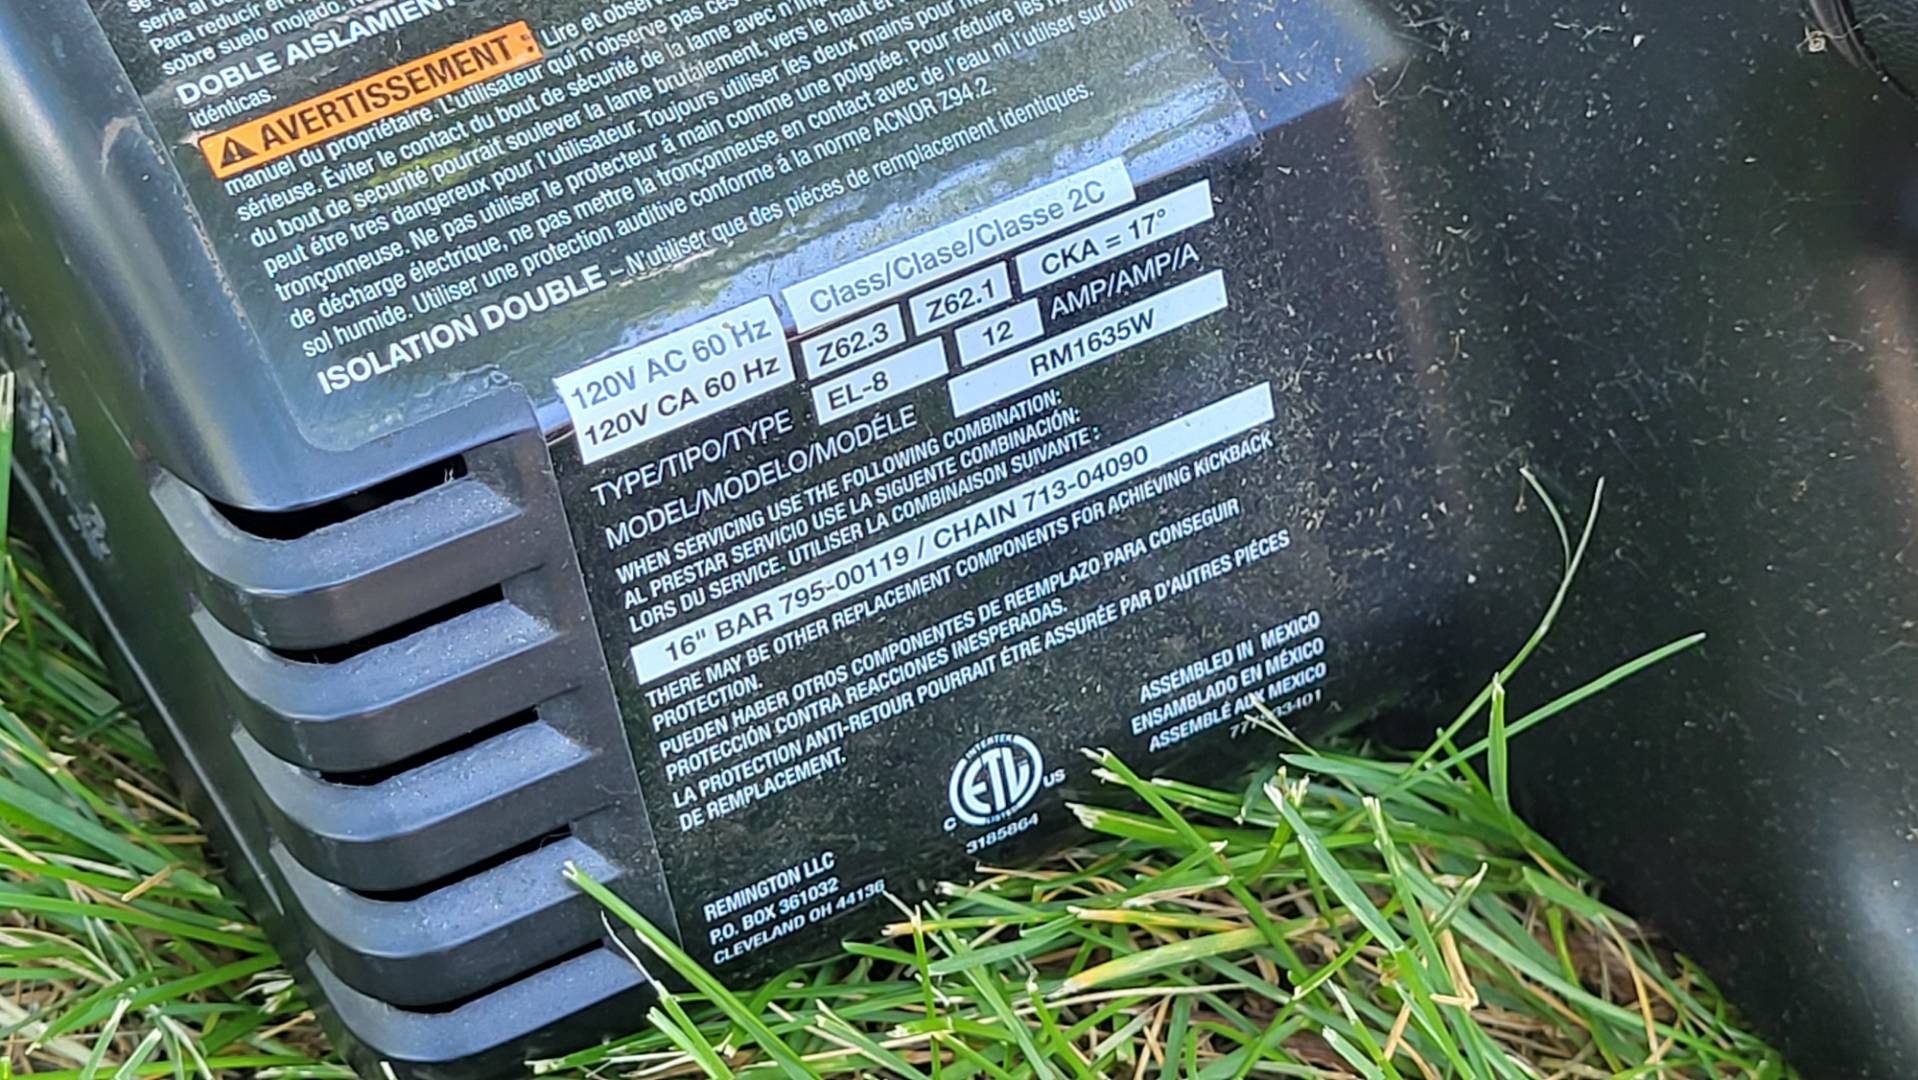 seria al
Para reducir el
sobre suelo mojado.
DOBLE AISLAMIENT
idénticas.
AVERTISSEMENT : Lire et observe
manuel du propriétaire. L'utilisateur qui n'observe pas ces
sérieuse. Éviter le contact du bout de sécurité de la lame avec n'imp
du bout de securité pourrait soulever la lame brutalement, vers le haut et
peut étre trés dangereux pour l'utilisateur. Toujours utiliser les deux mains pour
tronçonneuse. Ne pas utiliser le protecteur á main comme une poignée. Pour réduire les
de décharge électrique, ne pas mettre la tronçonneuse en contact avec de l'eau ni l'utiliser sur un
sol humide. Utiliser une protection auditive conforme á la norme ACNOR Z94.2.
ISOLATION DOUBLE – N'utiliser que des piéces de remplacement identiques.
120V AC 60 Hz
120V CA 60 Hz
Class/Clase/Classe 2C
Z62.3 Z62.1 CKA = 17°
TYPE/TIPO/TYPE EL-8 12 AMP/AMP/A
MODEL/MODELO/MODÉLE RM1635W
WHEN SERVICING USE THE FOLLOWING COMBINATION:
AL PRESTAR SERVICIO USE LA SIGUENTE COMBINACIÓN:
LORS DU SERVICE. UTILISER LA COMBINAISON SUIVANTE :
16" BAR 795-00119 / CHAIN 713-04090
THERE MAY BE OTHER REPLACEMENT COMPONENTS FOR ACHIEVING KICKBACK
PROTECTION.
PUEDEN HABER OTROS COMPONENTES DE REEMPLAZO PARA CONSEGUIR
PROTECCIÓN CONTRA REACCIONES INESPERADAS.
LA PROTECTION ANTI-RETOUR POURRAIT ÉTRE ASSURÉE PAR D'AUTRES PIÉCES
DE REMPLACEMENT.
ASSEMBLED IN MEXICO
ENSAMBLADO EN MÉXICO
ASSEMBLÉ AUX MEXICO
INTERTEK
ETL
C US
LISTED
3185864
REMINGTON LLC
P.O. BOX 361032
CLEVELAND OH 44136